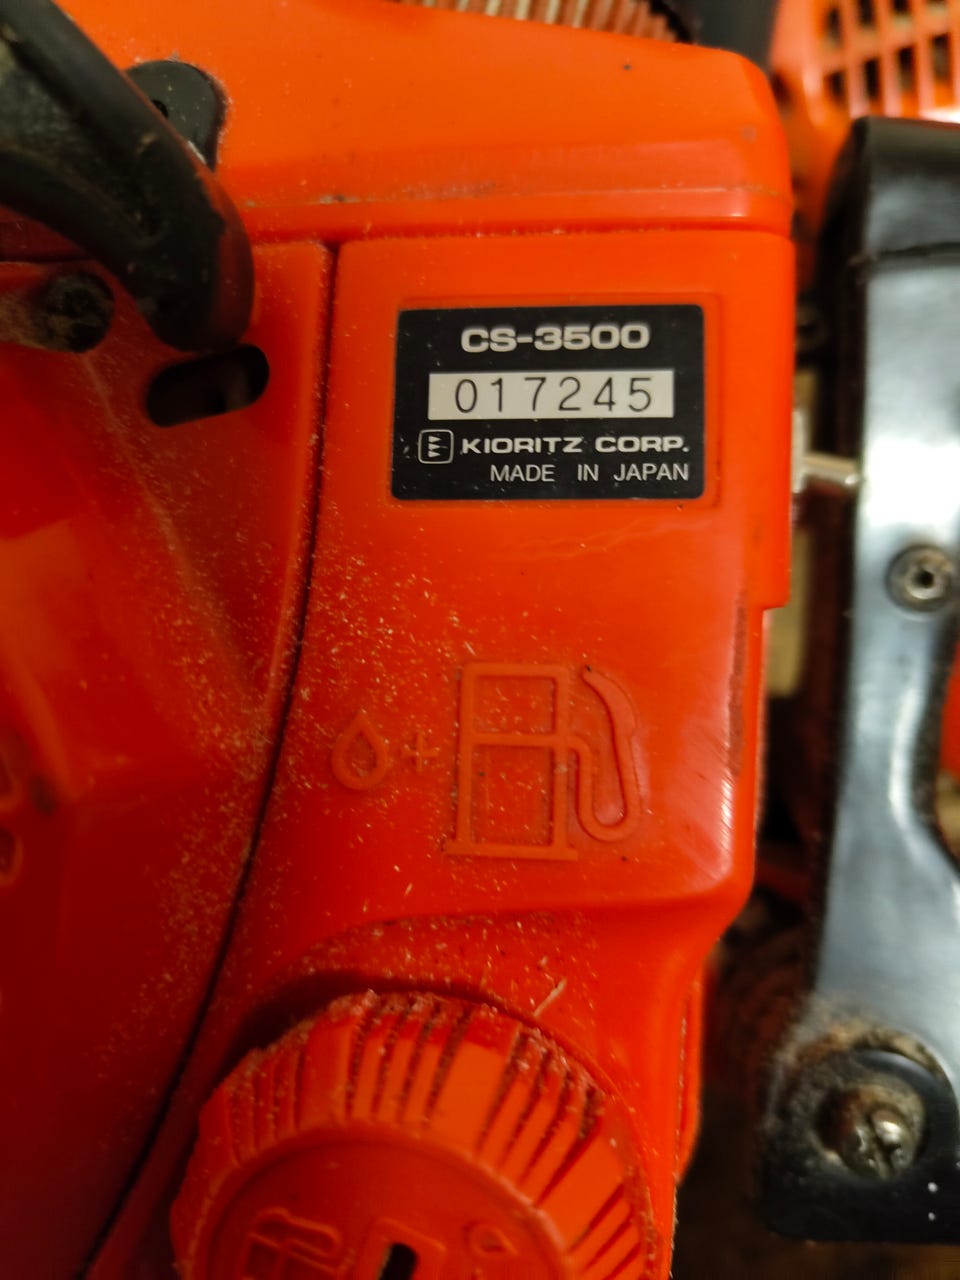 CS-3500
017245
KIORITZ CORP.
MADE IN JAPAN